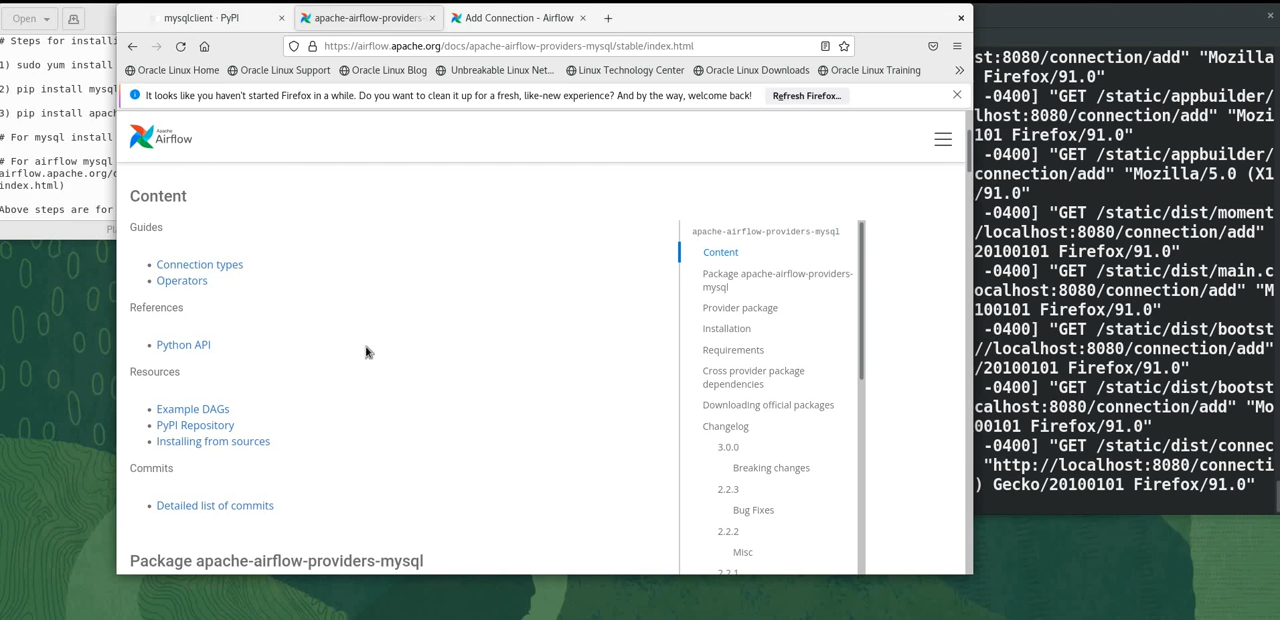 Open
# Steps for installi
1) sudo yum install
2) pip install mysql
3) pip install apach
# For mysql install
# For airflow mysql
airflow.apache.org/d
index.html)
Above steps are for
mysqlclient · PyPI
apache-airflow-providers-
Add Connection - Airflow
https://airflow.apache.org/docs/apache-airflow-providers-mysql/stable/index.html
Oracle Linux Home
Oracle Linux Support
Oracle Linux Blog
Unbreakable Linux Net...
Linux Technology Center
Oracle Linux Downloads
Oracle Linux Training
It looks like you haven't started Firefox in a while. Do you want to clean it up for a fresh, like-new experience? And by the way, welcome back!
Refresh Firefox...
Apache
Airflow
Content
Guides
Connection types
Operators
References
Python API
Resources
Example DAGs
PyPI Repository
Installing from sources
Commits
Detailed list of commits
Package apache-airflow-providers-mysql
apache-airflow-providers-mysql
Content
Package apache-airflow-providers-
mysql
Provider package
Installation
Requirements
Cross provider package
dependencies
Downloading official packages
Changelog
3.0.0
Breaking changes
2.2.3
Bug Fixes
2.2.2
Misc
2.2.1
st:8080/connection/add" "Mozilla
Firefox/91.0"
-0400] "GET /static/appbuilder/
lhost:8080/connection/add" "Mozi
101 Firefox/91.0"
-0400] "GET /static/appbuilder/
connection/add" "Mozilla/5.0 (X1
/91.0"
-0400] "GET /static/dist/moment
/localhost:8080/connection/add"
20100101 Firefox/91.0"
-0400] "GET /static/dist/main.c
ocalhost:8080/connection/add" "M
100101 Firefox/91.0"
-0400] "GET /static/dist/bootst
//localhost:8080/connection/add"
/20100101 Firefox/91.0"
-0400] "GET /static/dist/bootst
calhost:8080/connection/add" "Mo
00101 Firefox/91.0"
-0400] "GET /static/dist/connec
"http://localhost:8080/connecti
) Gecko/20100101 Firefox/91.0"